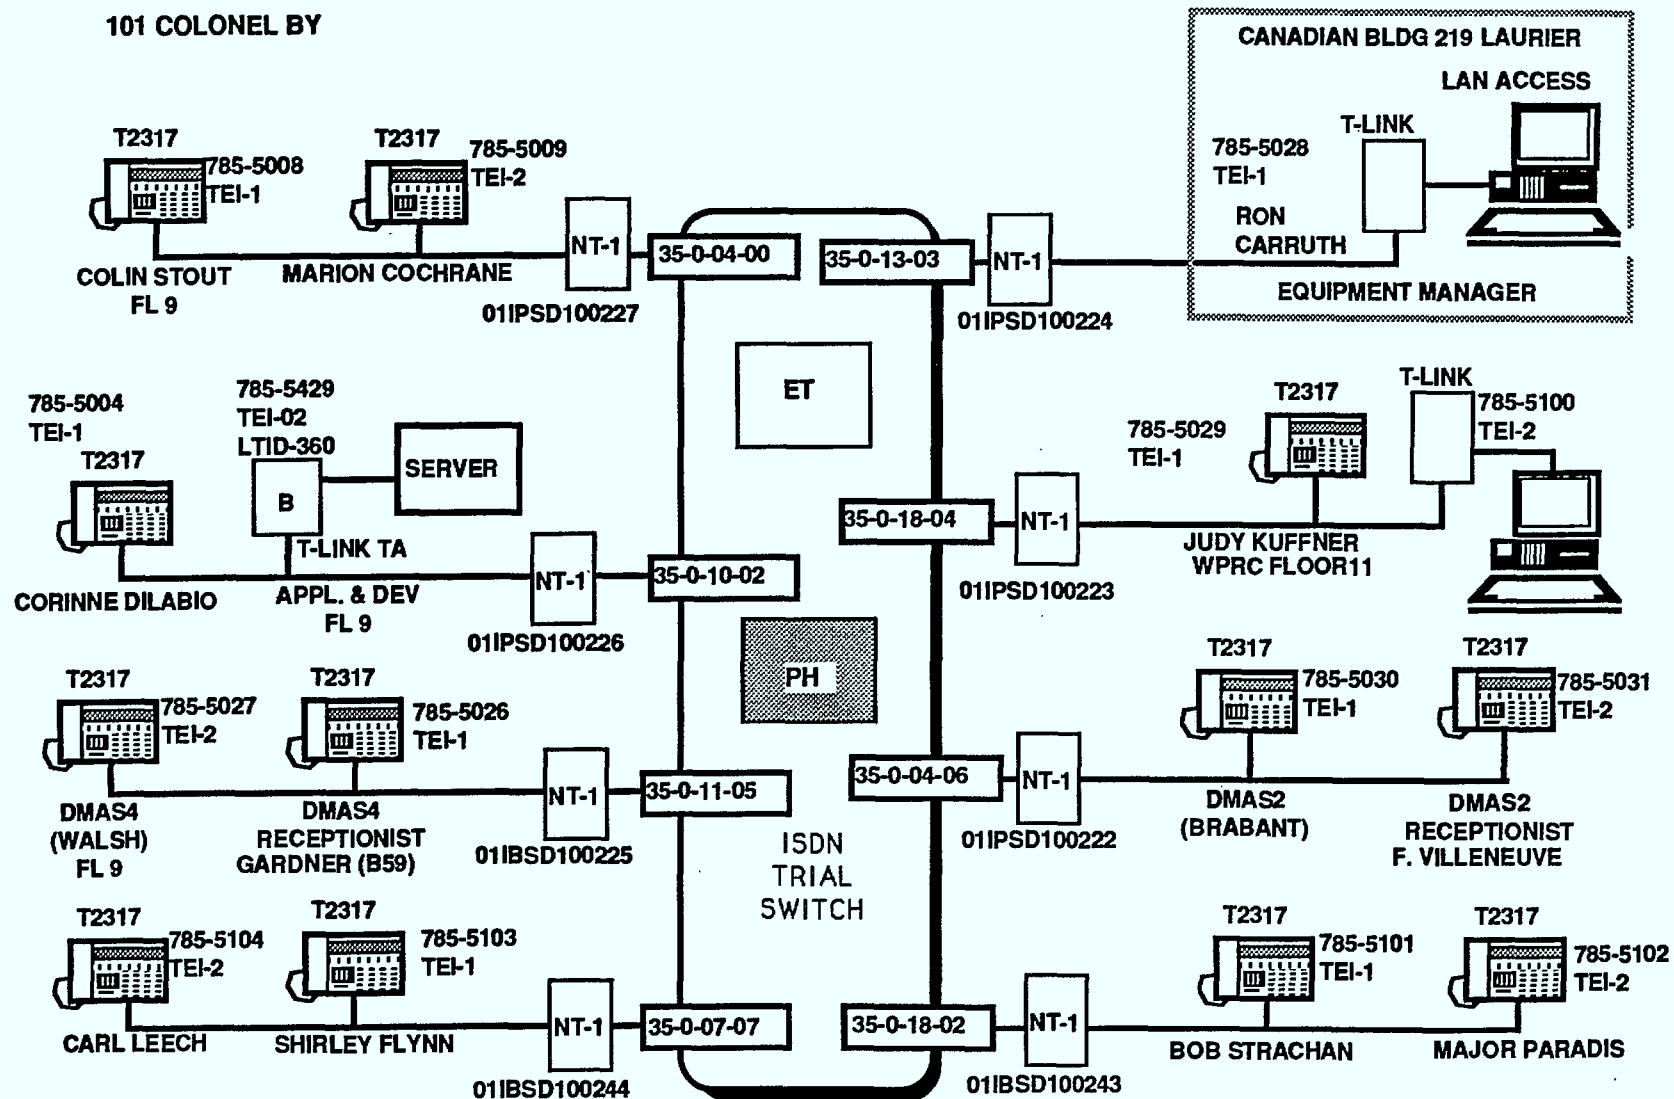 101 COLONEL BY
CANADIAN BLDG 219 LAURIER
LAN ACCESS
T-LINK
785-5028
TEI-1
RON
CARRUTH
EQUIPMENT MANAGER
T2317
785-5008
TEI-1
T2317
785-5009
TEI-2
COLIN STOUT
FL 9
MARION COCHRANE
NT-1
01IPSD100227
35-0-04-00
35-0-13-03
NT-1
01IPSD100224
ET
785-5004
TEI-1
T2317
785-5429
TEI-02
LTID-360
B
SERVER
T-LINK TA
CORINNE DILABIO
APPL. & DEV
FL 9
NT-1
01IPSD100226
35-0-10-02
35-0-18-04
NT-1
01IPSD100223
785-5029
TEI-1
T2317
T-LINK
785-5100
TEI-2
JUDY KUFFNER
WPRC FLOOR11
PH
T2317
785-5027
TEI-2
T2317
785-5026
TEI-1
DMAS4
(WALSH)
FL 9
DMAS4
RECEPTIONIST
GARDNER (B59)
NT-1
01IBSD100225
35-0-11-05
35-0-04-06
NT-1
01IPSD100222
T2317
785-5030
TEI-1
T2317
785-5031
TEI-2
DMAS2
(BRABANT)
DMAS2
RECEPTIONIST
F. VILLENEUVE
ISDN
TRIAL
SWITCH
T2317
785-5104
TEI-2
T2317
785-5103
TEI-1
CARL LEECH
SHIRLEY FLYNN
NT-1
01IBSD100244
35-0-07-07
35-0-18-02
NT-1
01IBSD100243
T2317
785-5101
TEI-1
T2317
785-5102
TEI-2
BOB STRACHAN
MAJOR PARADIS